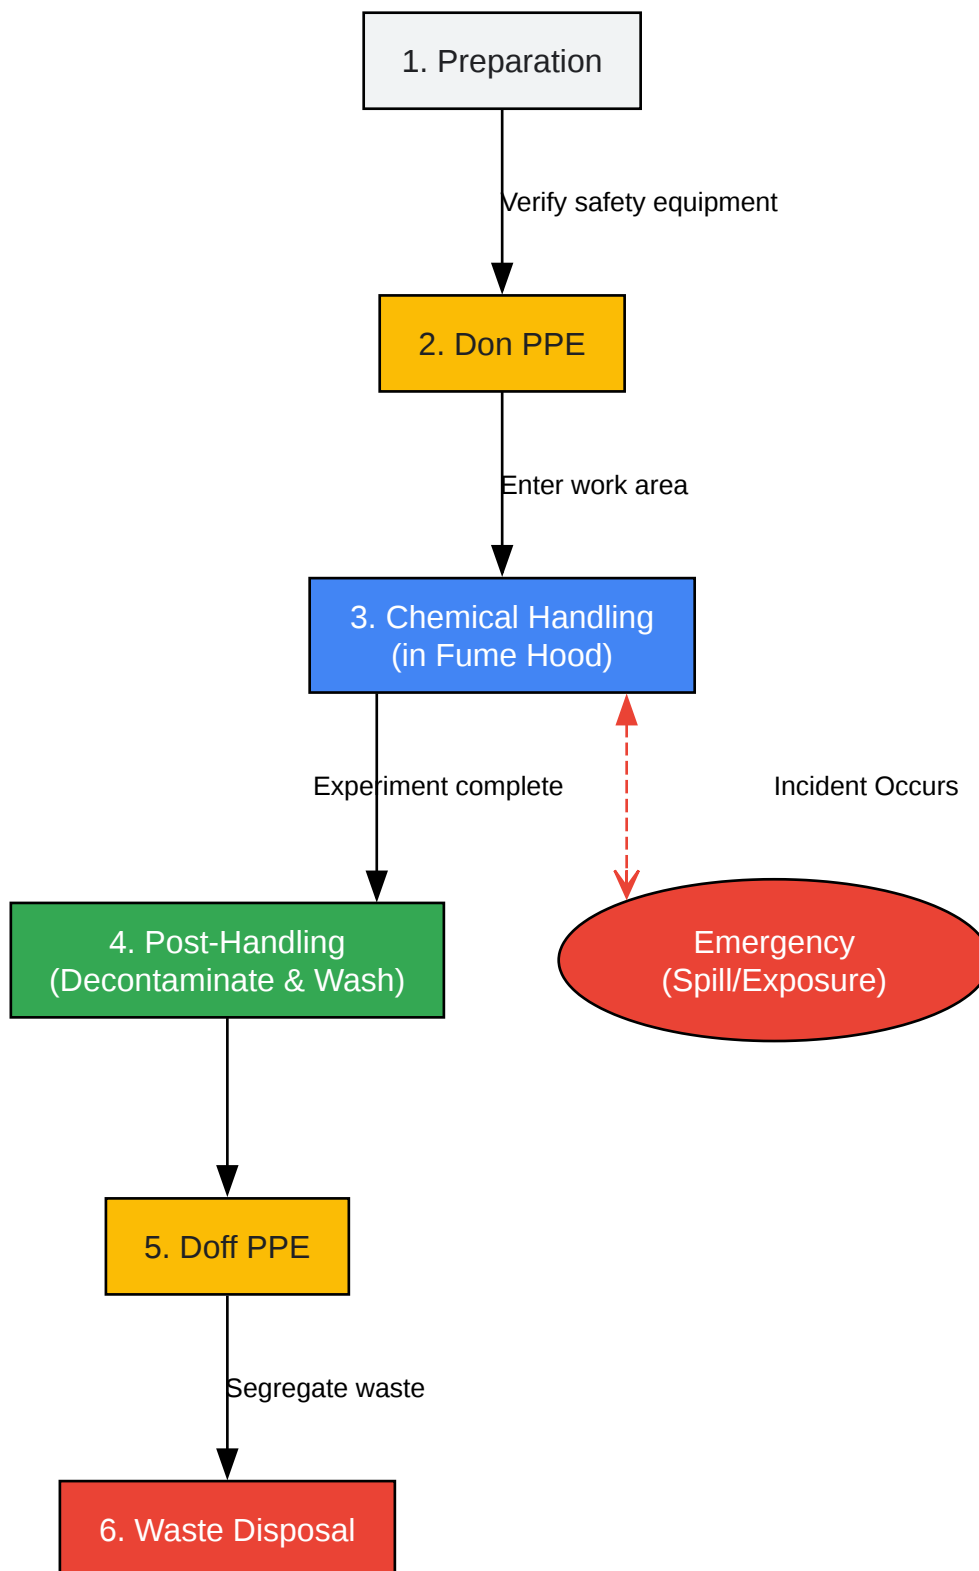 1. Preparation
Verify safety equipment
2. Don PPE
Enter work area
3. Chemical Handling
(in Fume Hood)
Experiment complete
Incident Occurs
4. Post-Handling
(Decontaminate & Wash)
Emergency
(Spill/Exposure)
5. Doff PPE
Segregate waste
6. Waste Disposal